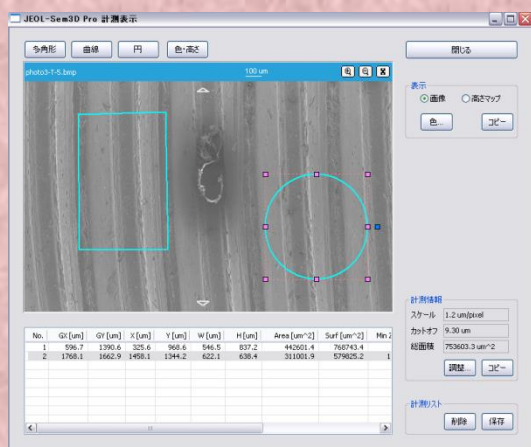 JEOL-Sem3D Pro 計測表示
多角形 曲線 円 色・高さ 閉じる
photo3-T-5.bmp 100 um
表示
画像 高さマップ
色... コピー
計測情報
スケール 1.2 um/pixel
カットオフ 9.30 um
総面積 753603.3 um^2
調整... コピー
No. GX [um] GY [um] X [um] Y [um] W [um] H [um] Area [um^2] Surf [um^2] Min Z
1 596.7 1390.6 325.6 968.6 546.5 837.2 442601.4 768743.4
2 1768.1 1662.9 1458.1 1344.2 622.1 638.4 311001.9 579825.2 1
計測リスト
削除 保存